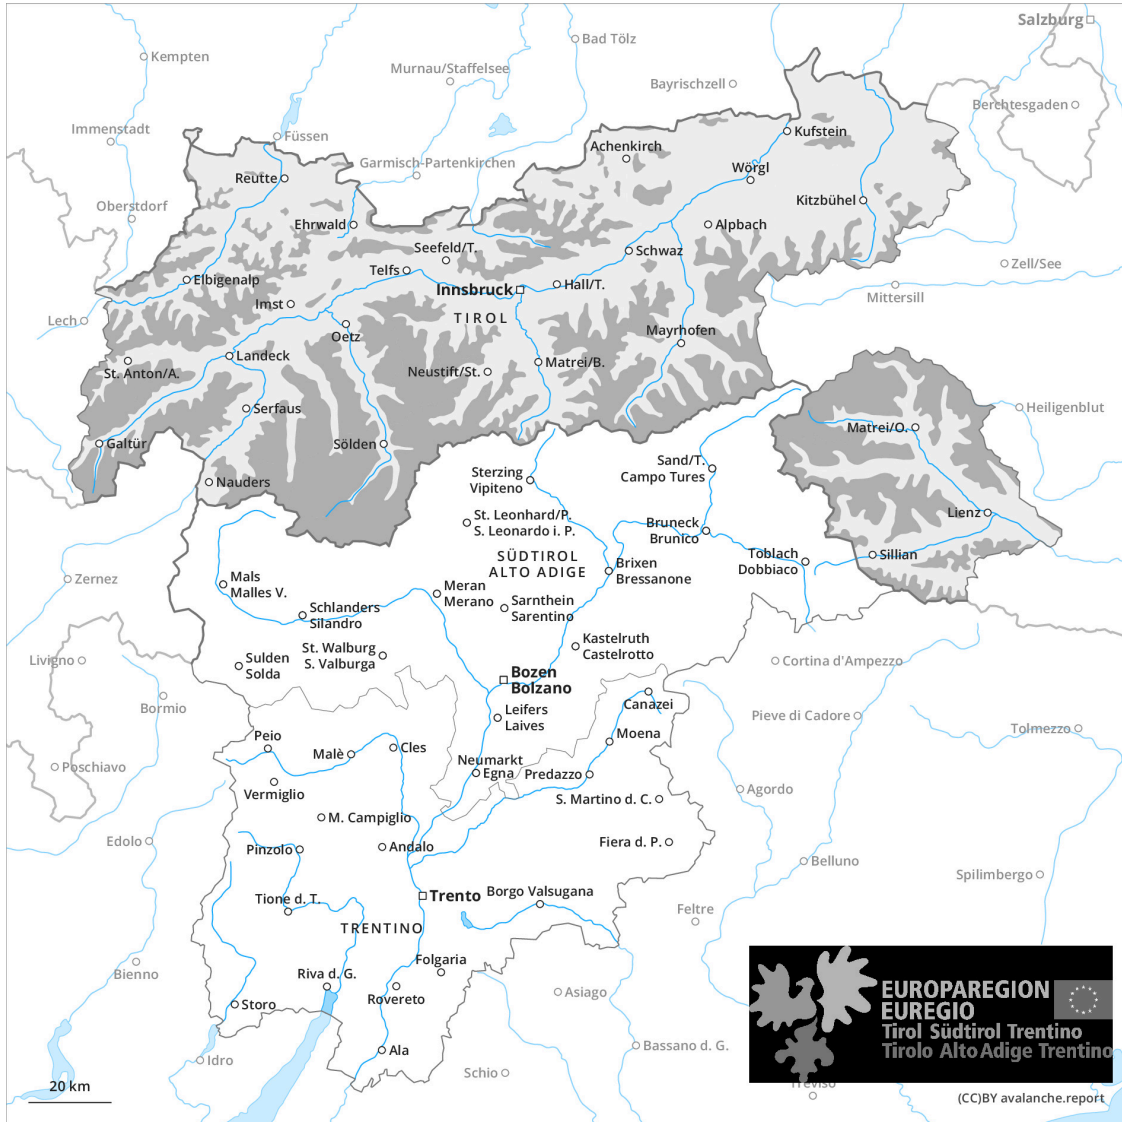 Salzburg
Bad Tölz
Kempten
Murnau/Staffelsee
Bayrischzell
Berchtesgaden
Immenstadt
Füssen
Kufstein
Achenkirch
Garmisch-Partenkirchen
Wörgl
Reutte
Kitzbühel
Oberstdorf
Ehrwald
Alpbach
Seefeld/T.
Schwaz
Zell/See
Telfs
Elbigenalp
Innsbruck
Hall/T.
Mittersill
Imst
TIROL
Lech
Oetz
Mayrhofen
Landeck
Matrei/B.
St. Anton/A.
Neustift/St.
Serfaus
Heiligenblut
Matrei/O.
Galtür
Sölden
Sand/T.
Campo Tures
Sterzing
Vipiteno
Nauders
Lienz
St. Leonhard/P.
S. Leonardo i. P.
Bruneck
Brunico
SÜDTIROL
ALTO ADIGE
Toblach
Dobbiaco
Sillian
Brixen
Bressanone
Zernez
Mals
Malles V.
Meran
Merano
Sarnthein
Sarentino
Schlanders
Silandro
Kastelruth
Castelrotto
St. Walburg
S. Valburga
Livigno
Sulden
Solda
Cortina d'Ampezzo
Bozen
Bolzano
Bormio
Canazei
Leifers
Laives
Pieve di Cadore
Tolmezzo
Peio
Moena
Malè
Cles
Neumarkt
Egna
Predazzo
Poschiavo
Vermiglio
Agordo
S. Martino d. C.
M. Campiglio
Edolo
Pinzolo
Andalo
Fiera d. P.
Belluno
Spilimbergo
Trento
Borgo Valsugana
Tione d. T.
Feltre
TRENTINO
Folgaria
Bienno
Riva d. G.
Rovereto
Asiago
Storo
EUROPAREGION
EUREGIO
Tirol Südtirol Trentino
Tirolo Alto Adige Trentino
Ala
Bassano d. G.
Idro
Schio
Treviso
20 km
(CC)BY avalanche.report